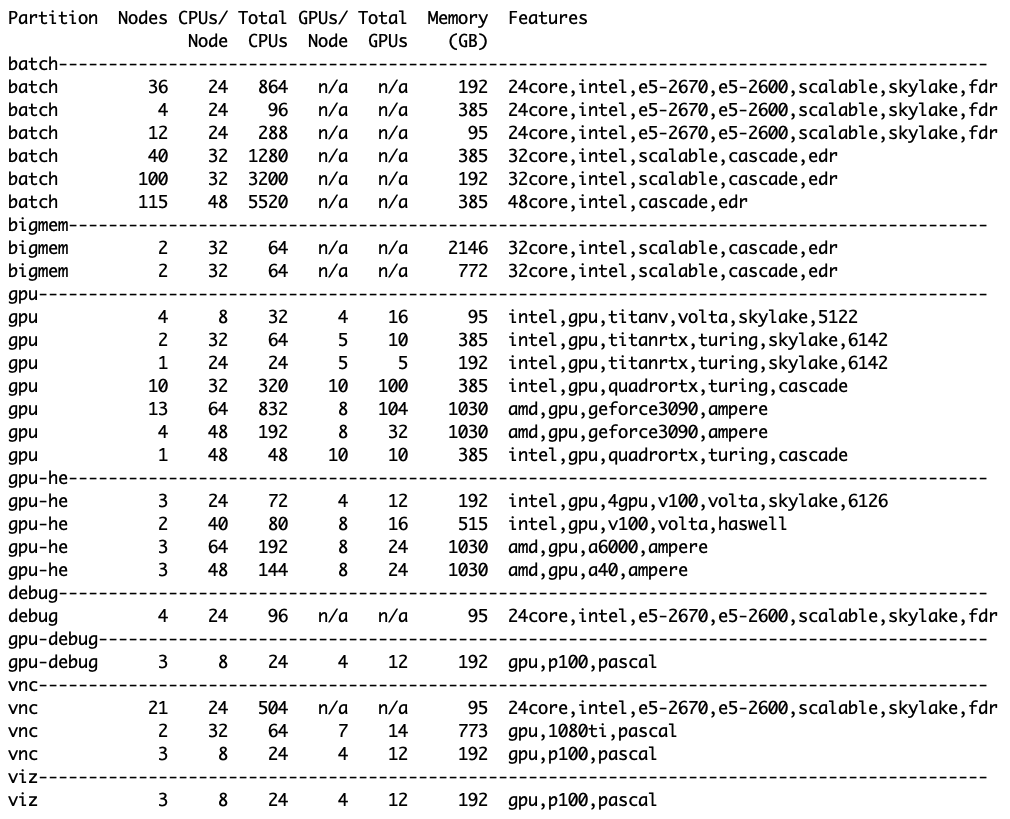 Partition  Nodes CPUs/ Total GPUs/ Total  Memory  Features
                  Node  CPUs  Node  GPUs    (GB)
batch---------------------------------------------------------------------------------------------
batch         36    24   864   n/a   n/a     192  24core,intel,e5-2670,e5-2600,scalable,skylake,fdr
batch          4    24    96   n/a   n/a     385  24core,intel,e5-2670,e5-2600,scalable,skylake,fdr
batch         12    24   288   n/a   n/a      95  24core,intel,e5-2670,e5-2600,scalable,skylake,fdr
batch         40    32  1280   n/a   n/a     385  32core,intel,scalable,cascade,edr
batch        100    32  3200   n/a   n/a     192  32core,intel,scalable,cascade,edr
batch        115    48  5520   n/a   n/a     385  48core,intel,cascade,edr
bigmem--------------------------------------------------------------------------------------------
bigmem         2    32    64   n/a   n/a    2146  32core,intel,scalable,cascade,edr
bigmem         2    32    64   n/a   n/a     772  32core,intel,scalable,cascade,edr
gpu-----------------------------------------------------------------------------------------------
gpu            4     8    32     4    16      95  intel,gpu,titanv,volta,skylake,5122
gpu            2    32    64     5    10     385  intel,gpu,titanrtx,turing,skylake,6142
gpu            1    24    24     5     5     192  intel,gpu,titanrtx,turing,skylake,6142
gpu           10    32   320    10   100     385  intel,gpu,quadrortx,turing,cascade
gpu           13    64   832     8   104    1030  amd,gpu,geforce3090,ampere
gpu            4    48   192     8    32    1030  amd,gpu,geforce3090,ampere
gpu            1    48    48    10    10     385  intel,gpu,quadrortx,turing,cascade
gpu-he--------------------------------------------------------------------------------------------
gpu-he         3    24    72     4    12     192  intel,gpu,4gpu,v100,volta,skylake,6126
gpu-he         2    40    80     8    16     515  intel,gpu,v100,volta,haswell
gpu-he         3    64   192     8    24    1030  amd,gpu,a6000,ampere
gpu-he         3    48   144     8    24    1030  amd,gpu,a40,ampere
debug---------------------------------------------------------------------------------------------
debug          4    24    96   n/a   n/a      95  24core,intel,e5-2670,e5-2600,scalable,skylake,fdr
gpu-debug-----------------------------------------------------------------------------------------
gpu-debug      3     8    24     4    12     192  gpu,p100,pascal
vnc-----------------------------------------------------------------------------------------------
vnc           21    24   504   n/a   n/a      95  24core,intel,e5-2670,e5-2600,scalable,skylake,fdr
vnc            2    32    64     7    14     773  gpu,1080ti,pascal
vnc            3     8    24     4    12     192  gpu,p100,pascal
viz-----------------------------------------------------------------------------------------------
viz            3     8    24     4    12     192  gpu,p100,pascal